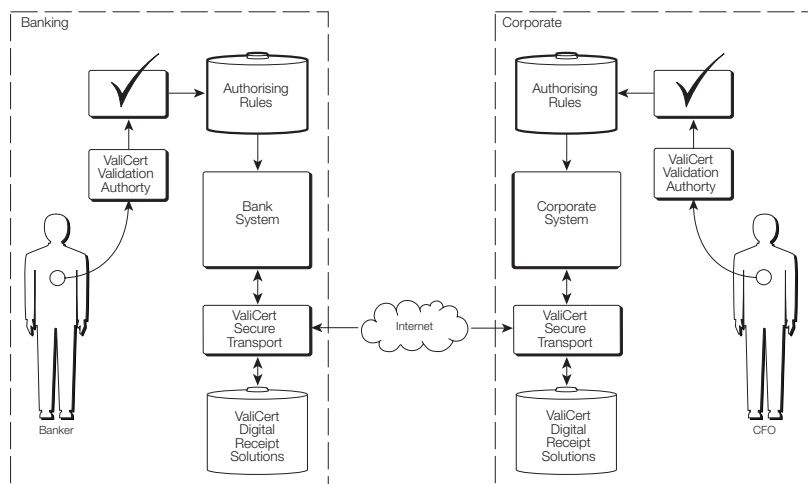 Banking
Authorising
Rules
ValiCert
Validation
Authorty
Bank
System
ValiCert
Secure
Transport
ValiCert
Digital
Receipt
Solutions
Banker
Internet
Corporate
Authorising
Rules
ValiCert
Validation
Authorty
Corporate
System
ValiCert
Secure
Transport
ValiCert
Digital
Receipt
Solutions
CFO